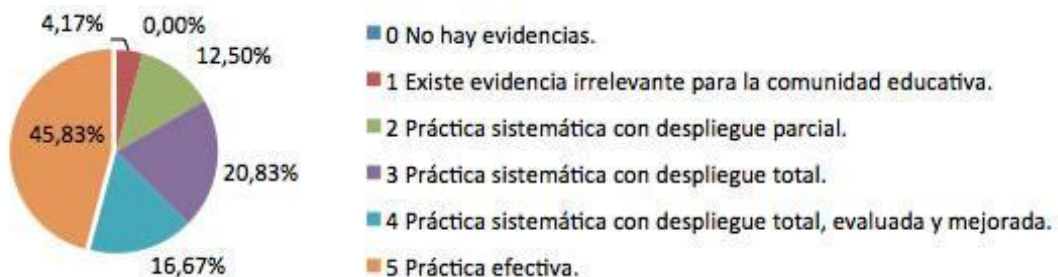 4,17% 0,00%
12,50%
45,83%
20,83%
16,67%
0 No hay evidencias.
1 Existe evidencia irrelevante para la comunidad educativa.
2 Práctica sistemática con despliegue parcial.
3 Práctica sistemática con despliegue total.
4 Práctica sistemática con despliegue total, evaluada y mejorada.
5 Práctica efectiva.